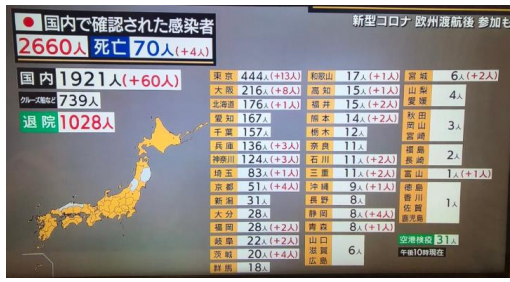 国内で確認された感染者
2660人 死亡 70人(+4人)
新型コロナ 欧州渡航後 参加も
国内 1921人(+60人)
クルーズ船など 739人
退院 1028人
東京 444人(+13人)
大阪 216人(+8人)
北海道 176人(+1人)
愛知 167人
千葉 157人
兵庫 136人(+3人)
神奈川 124人(+3人)
埼玉 83人(+1人)
京都 51人(+4人)
新潟 31人
大分 28人
福岡 28人(+2人)
岐阜 22人(+2人)
茨城 20人(+4人)
群馬 18人
和歌山 17人(+1人)
高知 15人(+1人)
福井 15人(+2人)
熊本 14人(+2人)
栃木 12人
奈良 11人
石川 11人(+2人)
三重 11人(+2人)
沖縄 9人(+1人)
長野 8人
静岡 8人(+4人)
青森 8人(+1人)
山口
滋賀
広島
6人
宮城 6人(+2人)
山梨
愛媛
4人
秋田
岡山
宮崎
3人
福島
長崎
2人
富山 1人(+1人)
徳島
香川
佐賀
鹿児島
1人
空港検疫 31人
午後10時現在